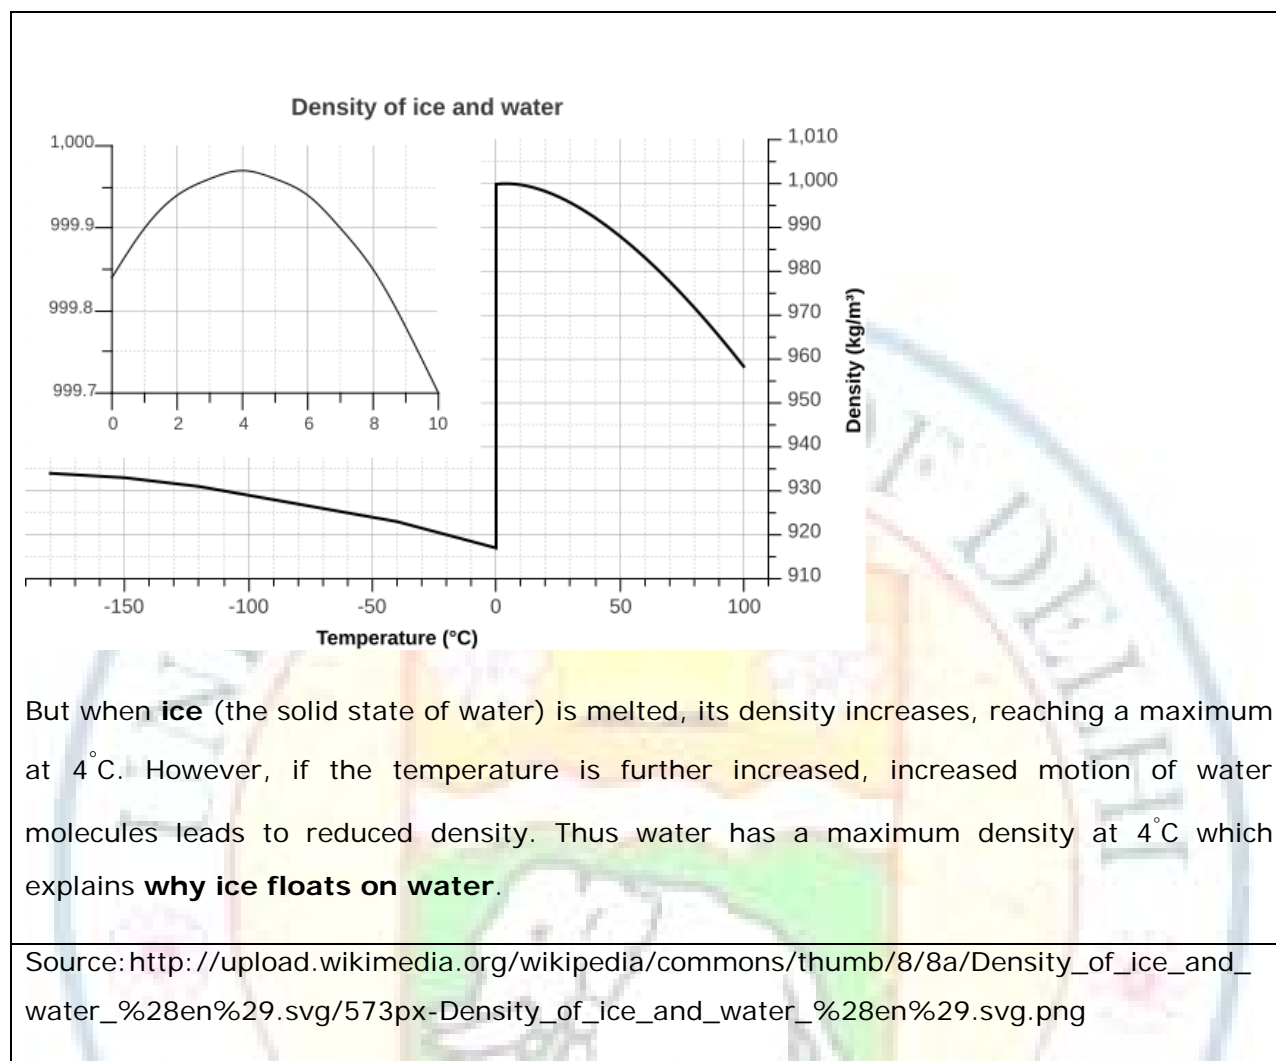 Density of ice and water
1,000
999.9
999.8
999.7
0 2 4 6 8 10
1,010
1,000
990
980
970
960
950
940
930
920
910
Density (kg/m³)
-150 -100 -50 0 50 100
Temperature (°C)
But when ice (the solid state of water) is melted, its density increases, reaching a maximum
at 4°C. However, if the temperature is further increased, increased motion of water
molecules leads to reduced density. Thus water has a maximum density at 4°C which
explains why ice floats on water.
Source:http://upload.wikimedia.org/wikipedia/commons/thumb/8/8a/Density_of_ice_and_
water_%28en%29.svg/573px-Density_of_ice_and_water_%28en%29.svg.png
OF DELHI